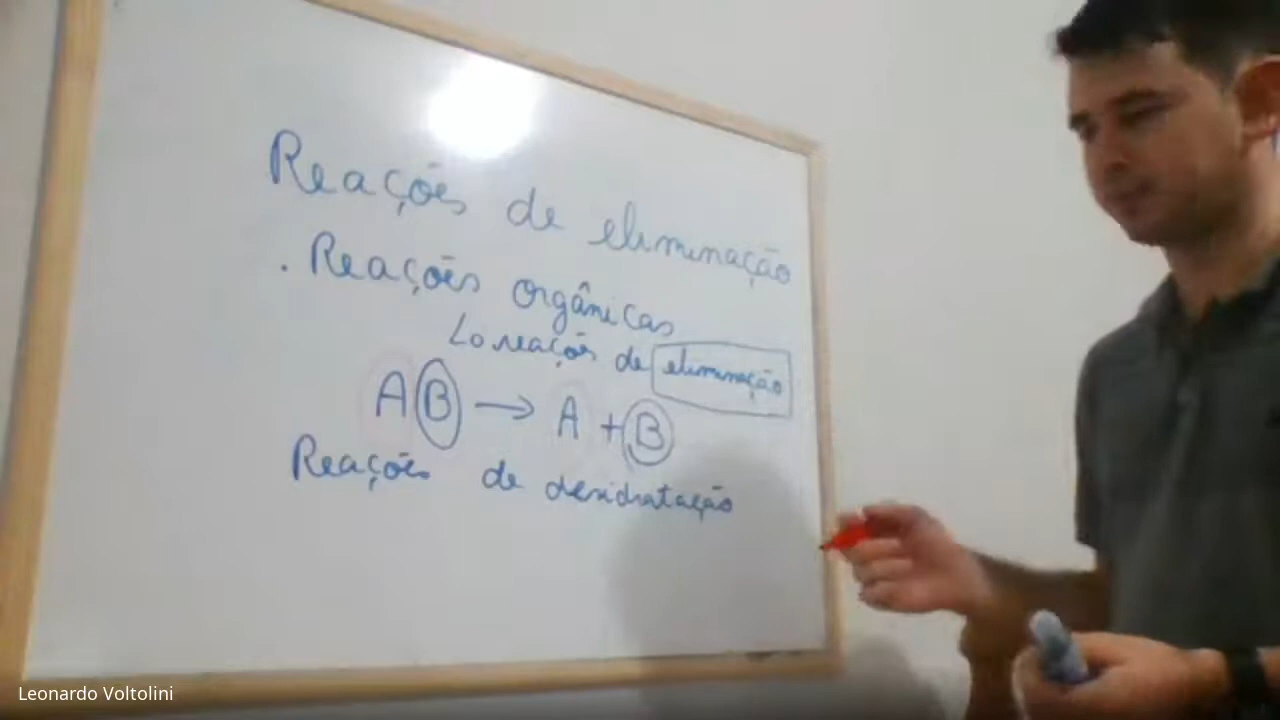 Reações de eliminação
. Reações orgânicas
↳ reações de eliminação
AB → A + B
Reações de desidratação
Leonardo Voltolini